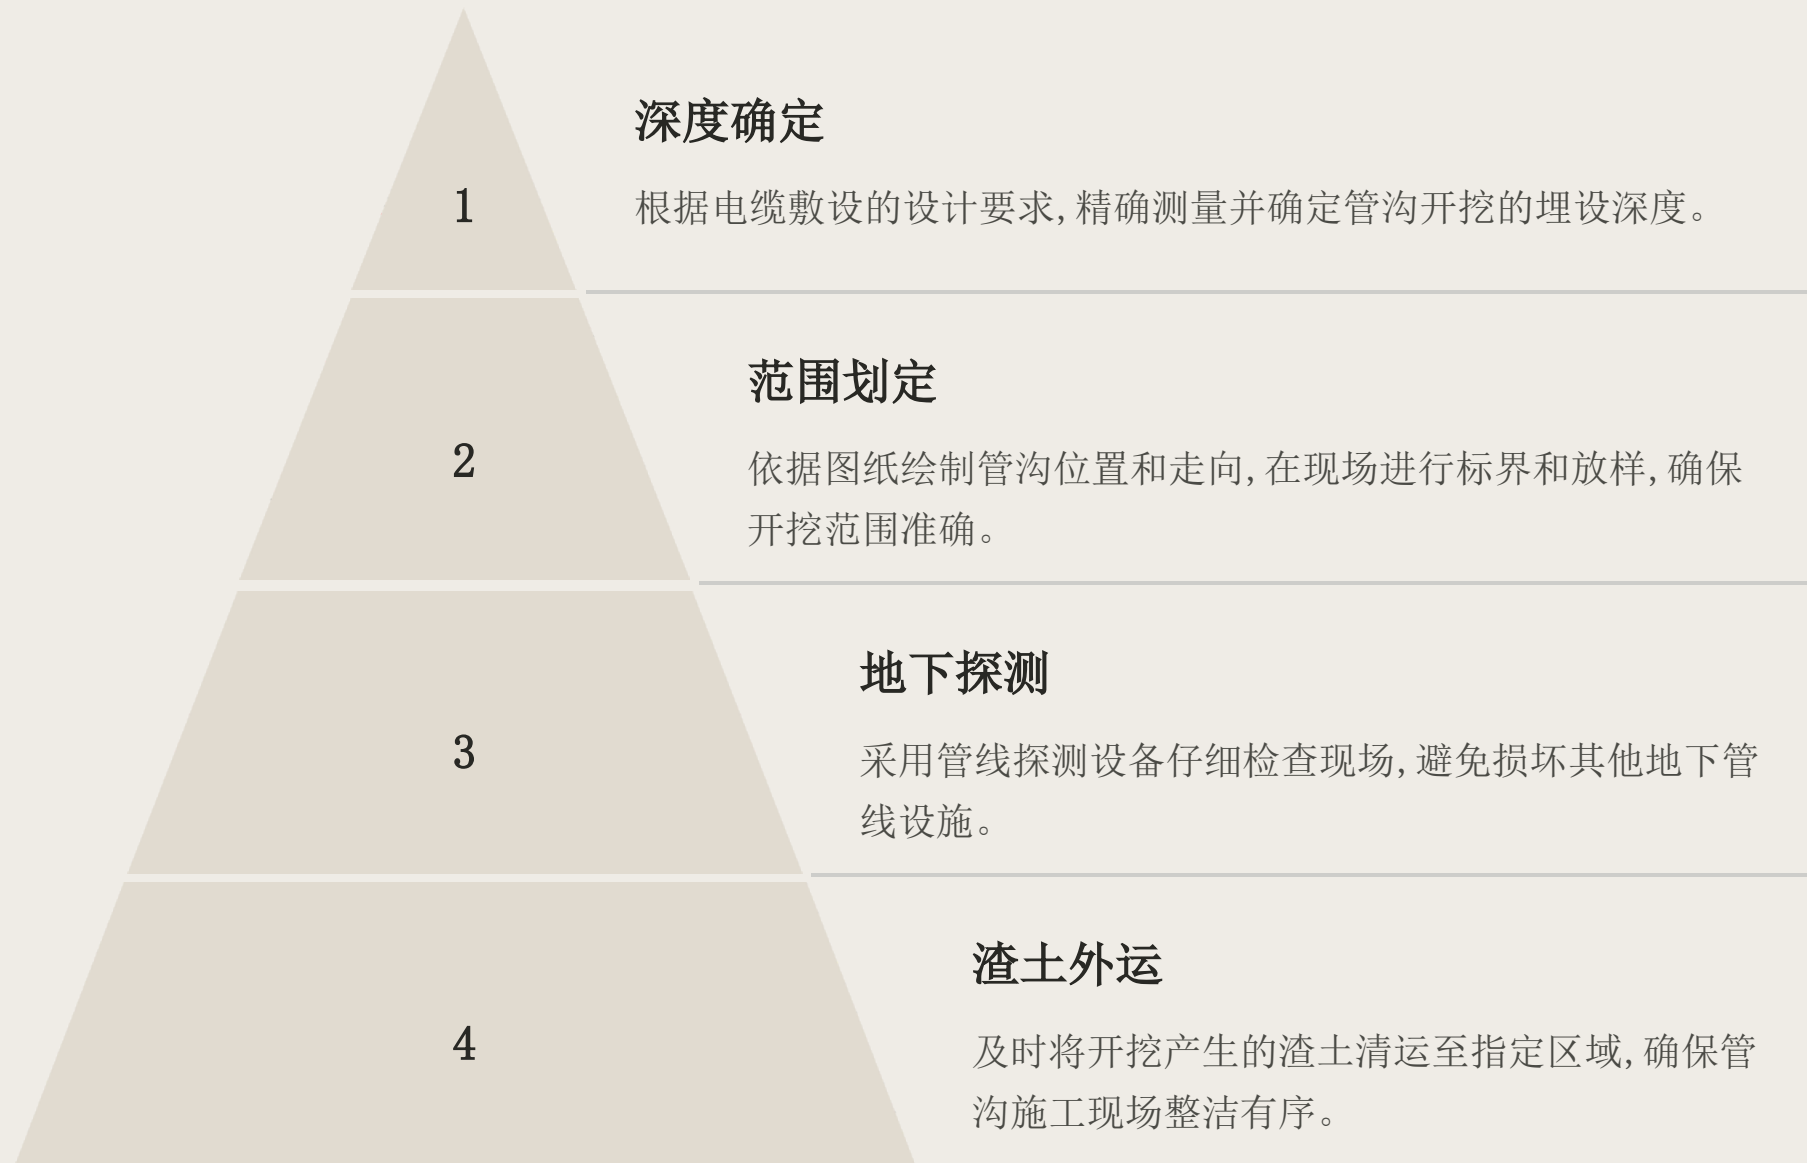 1
深度确定
根据电缆敷设的设计要求,精确测量并确定管沟开挖的埋设深度。
2
范围划定
依据图纸绘制管沟位置和走向,在现场进行标界和放样,确保
开挖范围准确。
3
地下探测
采用管线探测设备仔细检查现场,避免损坏其他地下管
线设施。
4
渣土外运
及时将开挖产生的渣土清运至指定区域,确保管
沟施工现场整洁有序。